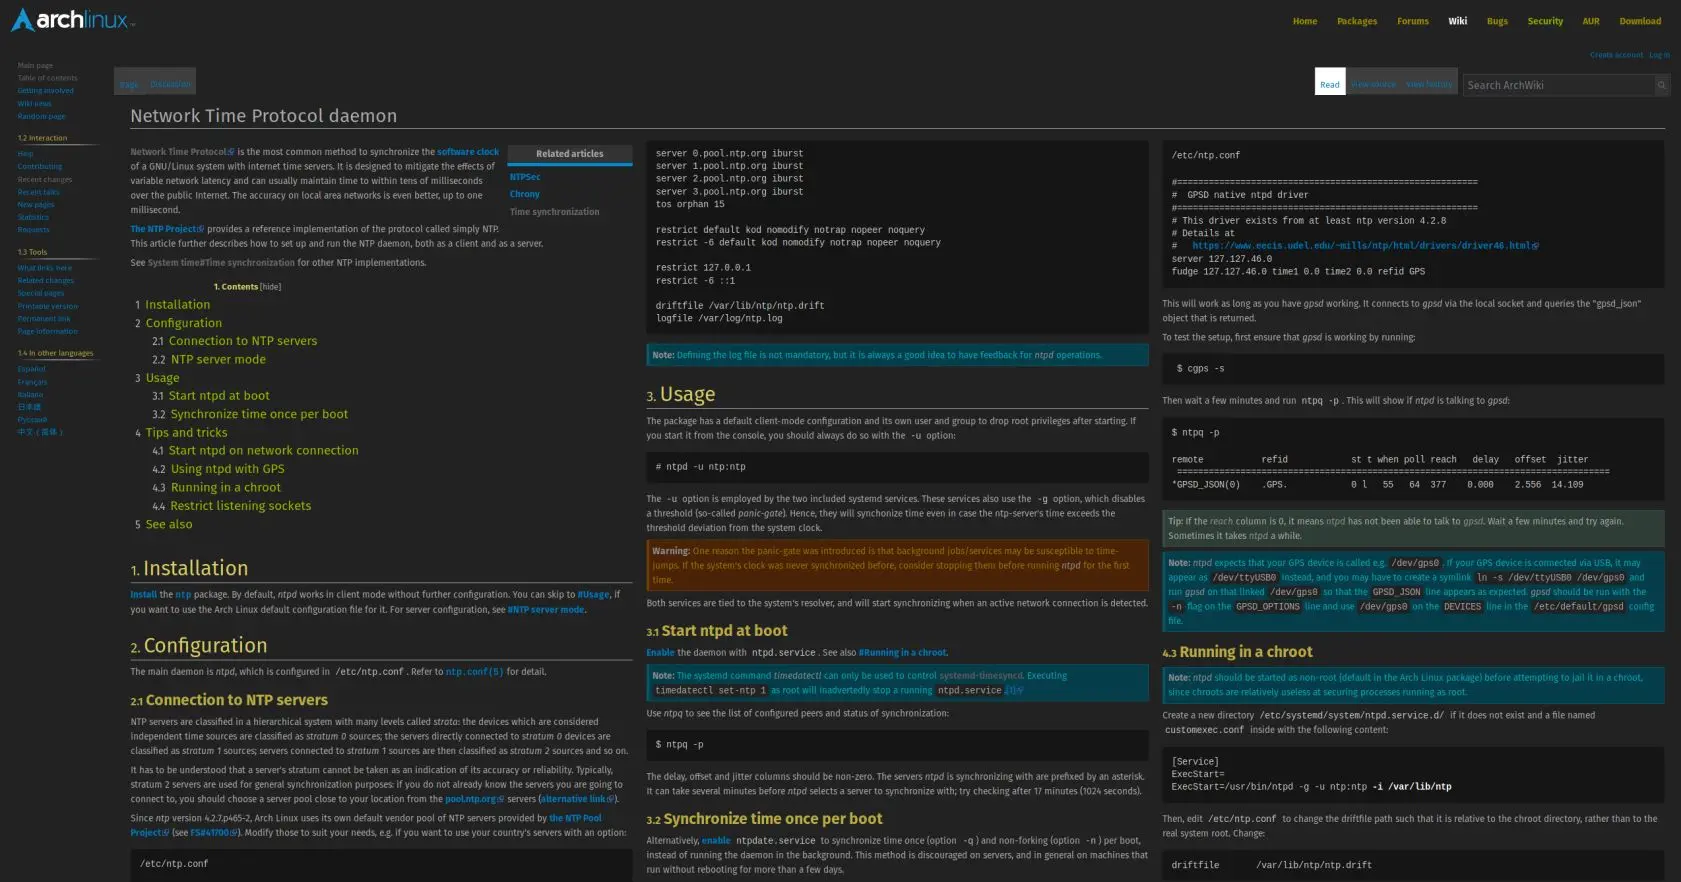 archlinux
Home Packages Forums Wiki Bugs Security AUR Download
Create account Log in
Main page
Table of contents
Getting involved
Wiki news
Random page
1.2 Interaction
Help
Contributing
Recent changes
Recent talks
New pages
Statistics
Requests
1.3 Tools
What links here
Related changes
Special pages
Printable version
Permanent link
Page information
1.4 In other languages
Español
Français
Italiano
日本語
Русский
中文（简体）
Page Discussion
Read View source View history Search ArchWiki
Network Time Protocol daemon
Network Time Protocol is the most common method to synchronize the software clock
of a GNU/Linux system with internet time servers. It is designed to mitigate the effects of
variable network latency and can usually maintain time to within tens of milliseconds
over the public Internet. The accuracy on local area networks is even better, up to one
millisecond.
Related articles
NTPSec
Chrony
Time synchronization
The NTP Project provides a reference implementation of the protocol called simply NTP.
This article further describes how to set up and run the NTP daemon, both as a client and as a server.
See System time#Time synchronization for other NTP implementations.
1. Contents [hide]
1 Installation
2 Configuration
2.1 Connection to NTP servers
2.2 NTP server mode
3 Usage
3.1 Start ntpd at boot
3.2 Synchronize time once per boot
4 Tips and tricks
4.1 Start ntpd on network connection
4.2 Using ntpd with GPS
4.3 Running in a chroot
4.4 Restrict listening sockets
5 See also
1. Installation
Install the ntp package. By default, ntpd works in client mode without further configuration. You can skip to #Usage, if
you want to use the Arch Linux default configuration file for it. For server configuration, see #NTP server mode.
2. Configuration
The main daemon is ntpd, which is configured in /etc/ntp.conf . Refer to ntp.conf(5) for detail.
2.1 Connection to NTP servers
NTP servers are classified in a hierarchical system with many levels called strata: the devices which are considered
independent time sources are classified as stratum 0 sources; the servers directly connected to stratum 0 devices are
classified as stratum 1 sources; servers connected to stratum 1 sources are then classified as stratum 2 sources and so on.
It has to be understood that a server's stratum cannot be taken as an indication of its accuracy or reliability. Typically,
stratum 2 servers are used for general synchronization purposes: if you do not already know the servers you are going to
connect to, you should choose a server pool close to your location from the pool.ntp.org servers (alternative link).
Since ntp version 4.2.7.p465-2, Arch Linux uses its own default vendor pool of NTP servers provided by the NTP Pool
Project (see FS#41700). Modify those to suit your needs, e.g. if you want to use your country's servers with an option:
/etc/ntp.conf
server 0.pool.ntp.org iburst
server 1.pool.ntp.org iburst
server 2.pool.ntp.org iburst
server 3.pool.ntp.org iburst
tos orphan 15
restrict default kod nomodify notrap nopeer noquery
restrict -6 default kod nomodify notrap nopeer noquery
restrict 127.0.0.1
restrict -6 ::1
driftfile /var/lib/ntp/ntp.drift
logfile /var/log/ntp.log
Note: Defining the log file is not mandatory, but it is always a good idea to have feedback for ntpd operations.
3. Usage
The package has a default client-mode configuration and its own user and group to drop root privileges after starting. If
you start it from the console, you should always do so with the -u option:
# ntpd -u ntp:ntp
The -u option is employed by the two included systemd services. These services also use the -g option, which disables
a threshold (so-called panic-gate). Hence, they will synchonize time even in case the ntp-server's time exceeds the
threshold deviation from the system clock.
Warning: One reason the panic-gate was introduced is that background jobs/services may be susceptible to time-
jumps. If the system's clock was never synchronized before, consider stopping them before running ntpd for the first
time.
Both services are tied to the system's resolver, and will start synchronizing when an active network connection is detected.
3.1 Start ntpd at boot
Enable the daemon with ntpd.service . See also #Running in a chroot.
Note: The systemd command timedatectl can only be used to control systemd-timesyncd. Executing
timedatectl set-ntp 1 as root will inadvertedly stop a running ntpd.service .[1]
Use ntpq to see the list of configured peers and status of synchronization:
$ ntpq -p
The delay, offset and jitter columns should be non-zero. The servers ntpd is synchronizing with are prefixed by an asterisk.
It can take several minutes before ntpd selects a server to synchronize with; try checking after 17 minutes (1024 seconds).
3.2 Synchronize time once per boot
Alternatively, enable ntpdate.service to synchronize time once (option -q ) and non-forking (option -n ) per boot,
instead of running the daemon in the background. This method is discouraged on servers, and in general on machines that
run without rebooting for more than a few days.
/etc/ntp.conf
#=========================================================
# GPSD native ntpd driver
#=========================================================
# This driver exists from at least ntp version 4.2.8
# Details at
# https://www.eecis.udel.edu/~mills/ntp/html/drivers/driver46.html
server 127.127.46.0
fudge 127.127.46.0 time1 0.0 time2 0.0 refid GPS
This will work as long as you have gpsd working. It connects to gpsd via the local socket and queries the "gpsd_json"
object that is returned.
To test the setup, first ensure that gpsd is working by running:
$ cgps -s
Then wait a few minutes and run ntpq -p . This will show if ntpd is talking to gpsd:
$ ntpq -p
remote refid st t when poll reach delay offset jitter
==================================================================================
*GPSD_JSON(0) .GPS. 0 l 55 64 377 0.000 2.556 14.109
Tip: If the reach column is 0, it means ntpd has not been able to talk to gpsd. Wait a few minutes and try again.
Sometimes it takes ntpd a while.
Note: ntpd expects that your GPS device is called e.g. /dev/gps0 . If your GPS device is connected via USB, it may
appear as /dev/ttyUSB0 instead, and you may have to create a symlink ln -s /dev/ttyUSB0 /dev/gps0 and
run gpsd on that linked /dev/gps0 so that the GPSD_JSON line appears as expected. gpsd should be run with the
-n flag on the GPSD_OPTIONS line and use /dev/gps0 on the DEVICES line in the /etc/default/gpsd config
file.
4.3 Running in a chroot
Note: ntpd should be started as non-root (default in the Arch Linux package) before attempting to jail it in a chroot,
since chroots are relatively useless at securing processes running as root.
Create a new directory /etc/systemd/system/ntpd.service.d/ if it does not exist and a file named
customexec.conf inside with the following content:
[Service]
ExecStart=
ExecStart=/usr/bin/ntpd -g -u ntp:ntp -i /var/lib/ntp
Then, edit /etc/ntp.conf to change the driftfile path such that it is relative to the chroot directory, rather than to the
real system root. Change:
driftfile /var/lib/ntp/ntp.drift